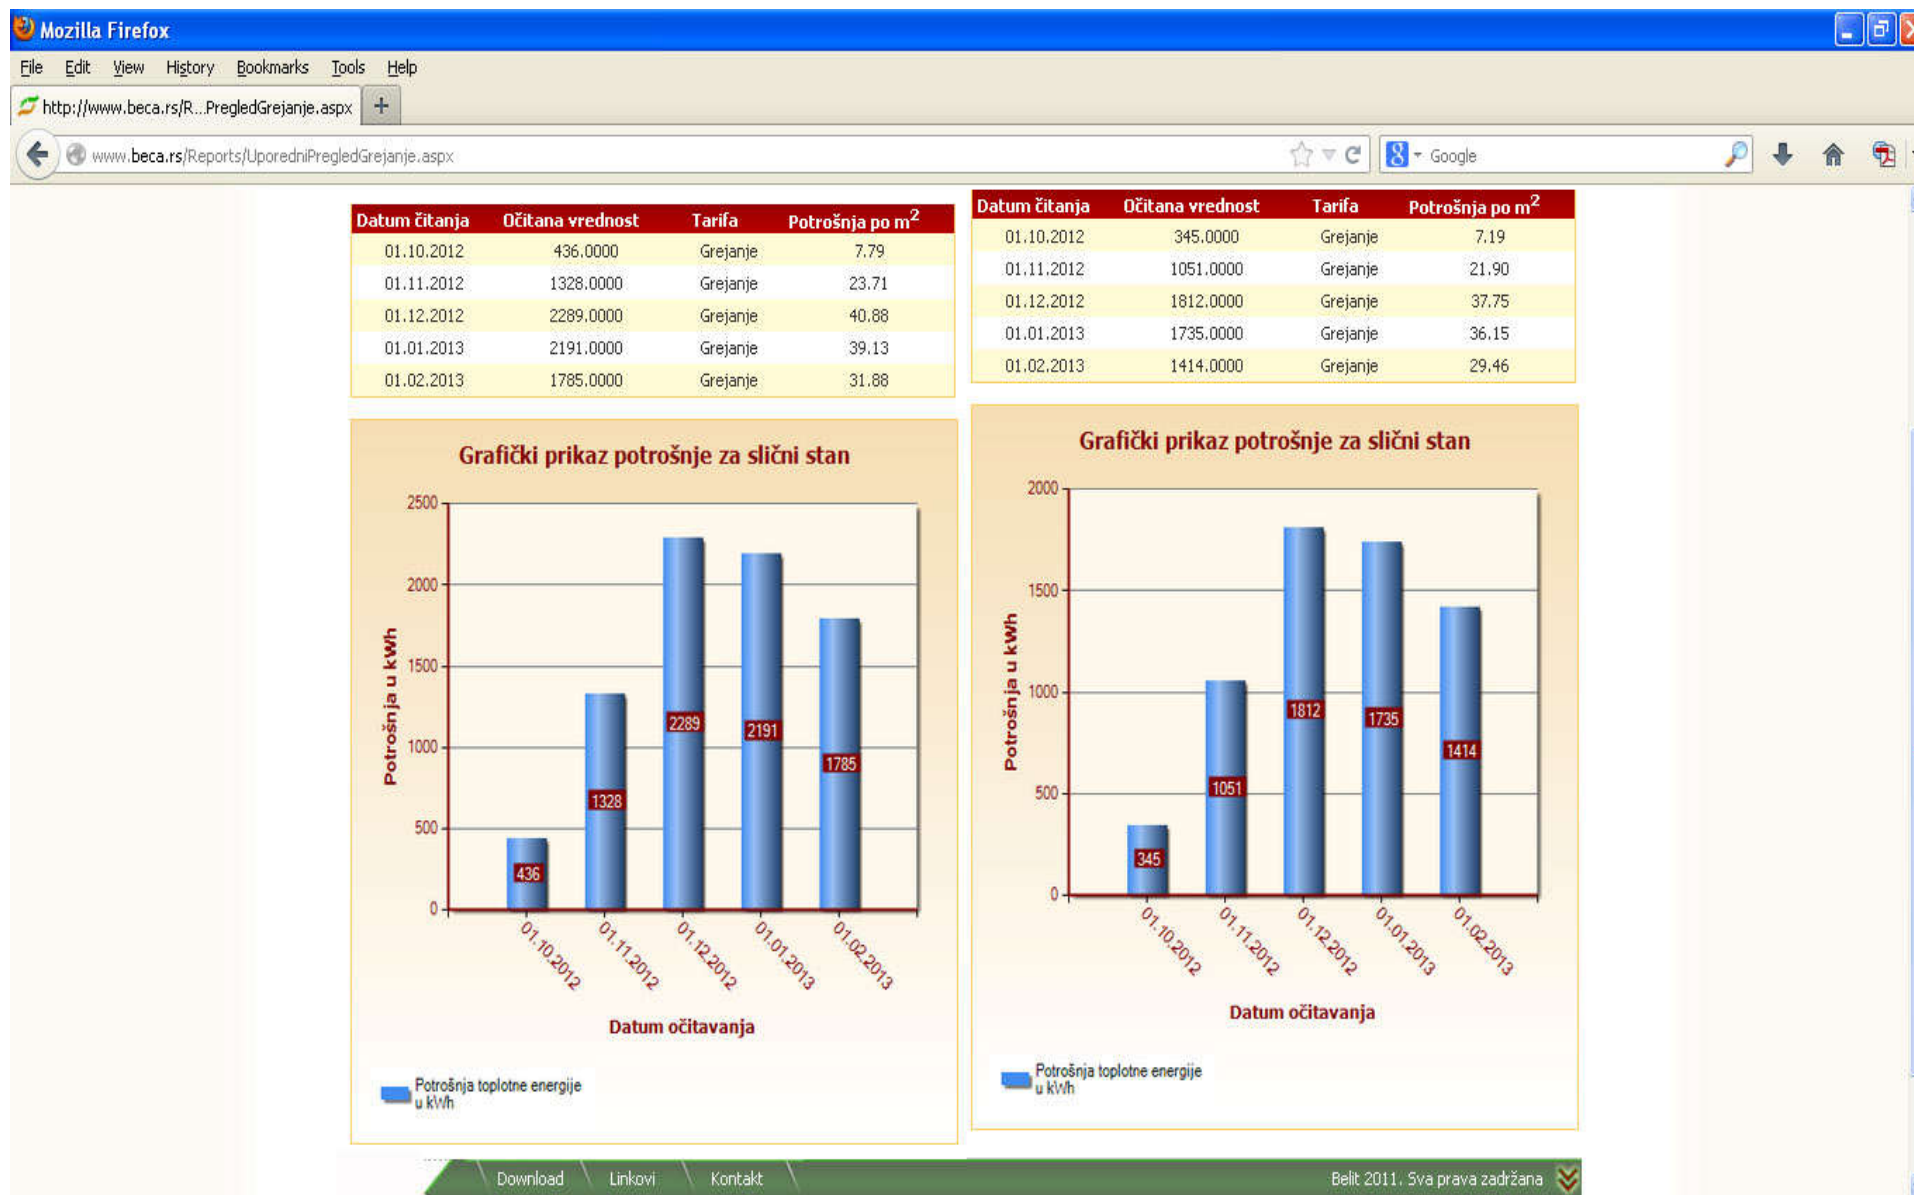 Mozilla Firefox
File Edit View History Bookmarks Tools Help
http://www.beca.rs/R...PregledGrejanje.aspx +
www.beca.rs/Reports/UporedniPregledGrejanje.aspx
8 Google
Datum čitanja Očitana vrednost Tarifa Potrošnja po m2
01.10.2012 436.0000 Grejanje 7.79
01.11.2012 1328.0000 Grejanje 23.71
01.12.2012 2289.0000 Grejanje 40.88
01.01.2013 2191.0000 Grejanje 39.13
01.02.2013 1785.0000 Grejanje 31.88
Grafički prikaz potrošnje za slični stan
2500
2000
1500
1000
500
0
Potrošnja u kWh
436
1328
2289
2191
1785
01.10.2012
01.11.2012
01.12.2012
01.01.2013
01.02.2013
Datum očitavanja
Potrošnja toplotne energije
u kWh
Datum čitanja Očitana vrednost Tarifa Potrošnja po m2
01.10.2012 345.0000 Grejanje 7.19
01.11.2012 1051.0000 Grejanje 21.90
01.12.2012 1812.0000 Grejanje 37.75
01.01.2013 1735.0000 Grejanje 36.15
01.02.2013 1414.0000 Grejanje 29.46
Grafički prikaz potrošnje za slični stan
2000
1500
1000
500
0
Potrošnja u kWh
345
1051
1812
1735
1414
01.10.2012
01.11.2012
01.12.2012
01.01.2013
01.02.2013
Datum očitavanja
Potrošnja toplotne energije
u kWh
Download Linkovi Kontakt Belit 2011. Sva prava zadržana